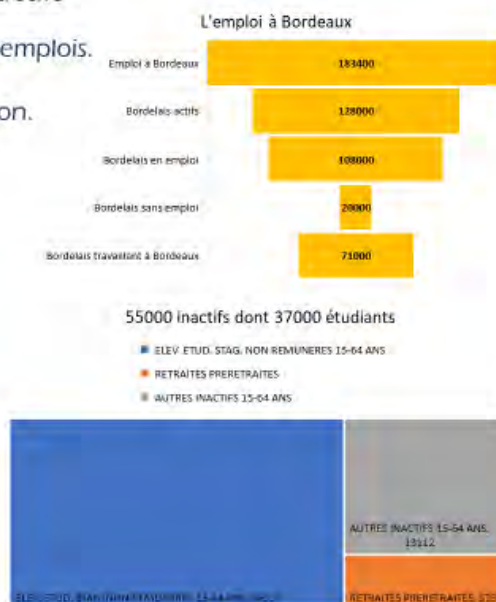 emplois.
on.
L'emploi à Bordeaux
Emploi à Bordeaux 183400
Bordelais actifs 128000
Bordelais en emploi 108000
Bordelais sans emploi 20000
Bordelais travaillant à Bordeaux 71000
55000 inactifs dont 37000 étudiants
ELEV. ETUD. STAG. NON REMUNERES 15-64 ANS
RETRAITES PRERETRAITES
AUTRES INACTIFS 15-64 ANS
AUTRES INACTIFS 15-64 ANS,
13112
RETRAITES PRERETRAITES